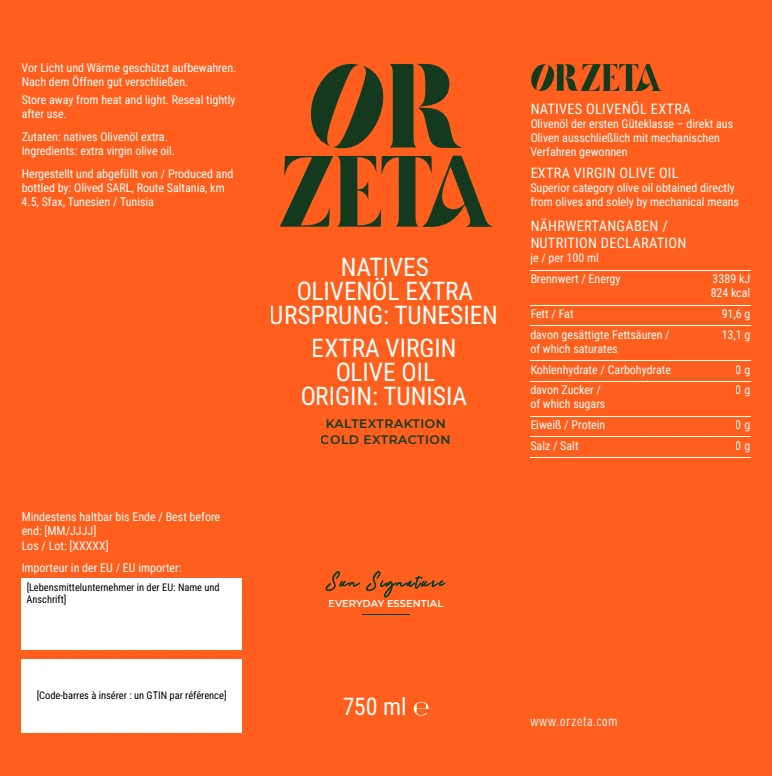 Vor Licht und Wärme geschützt aufbewahren.
Nach dem Öffnen gut verschließen.
Store away from heat and light. Reseal tightly
after use.
Zutaten: natives Olivenöl extra.
Ingredients: extra virgin olive oil.
Hergestellt und abgefüllt von / Produced and
bottled by: Olived SARL, Route Saltania, km
4.5, Sfax, Tunesien / Tunisia
Mindestens haltbar bis Ende / Best before
end: [MM/JJJJ]
Los / Lot: [XXXXX]
Importeur in der EU / EU importer:
[Lebensmittelunternehmer in der EU: Name und
Anschrift]
[Code-barres à insérer : un GTIN par référence]
ØR
ZETA
NATIVES
OLIVENÖL EXTRA
URSPRUNG: TUNESIEN
EXTRA VIRGIN
OLIVE OIL
ORIGIN: TUNISIA
KALTEXTRAKTION
COLD EXTRACTION
Sun Signature
EVERYDAY ESSENTIAL
750 ml ℮
ØR ZETA
NATIVES OLIVENÖL EXTRA
Olivenöl der ersten Güteklasse – direkt aus
Oliven ausschließlich mit mechanischen
Verfahren gewonnen
EXTRA VIRGIN OLIVE OIL
Superior category olive oil obtained directly
from olives and solely by mechanical means
NÄHRWERTANGABEN /
NUTRITION DECLARATION
je / per 100 ml
Brennwert / Energy 3389 kJ
824 kcal
Fett / Fat 91,6 g
davon gesättigte Fettsäuren / 13,1 g
of which saturates
Kohlenhydrate / Carbohydrate 0 g
davon Zucker / 0 g
of which sugars
Eiweiß / Protein 0 g
Salz / Salt 0 g
www.orzeta.com